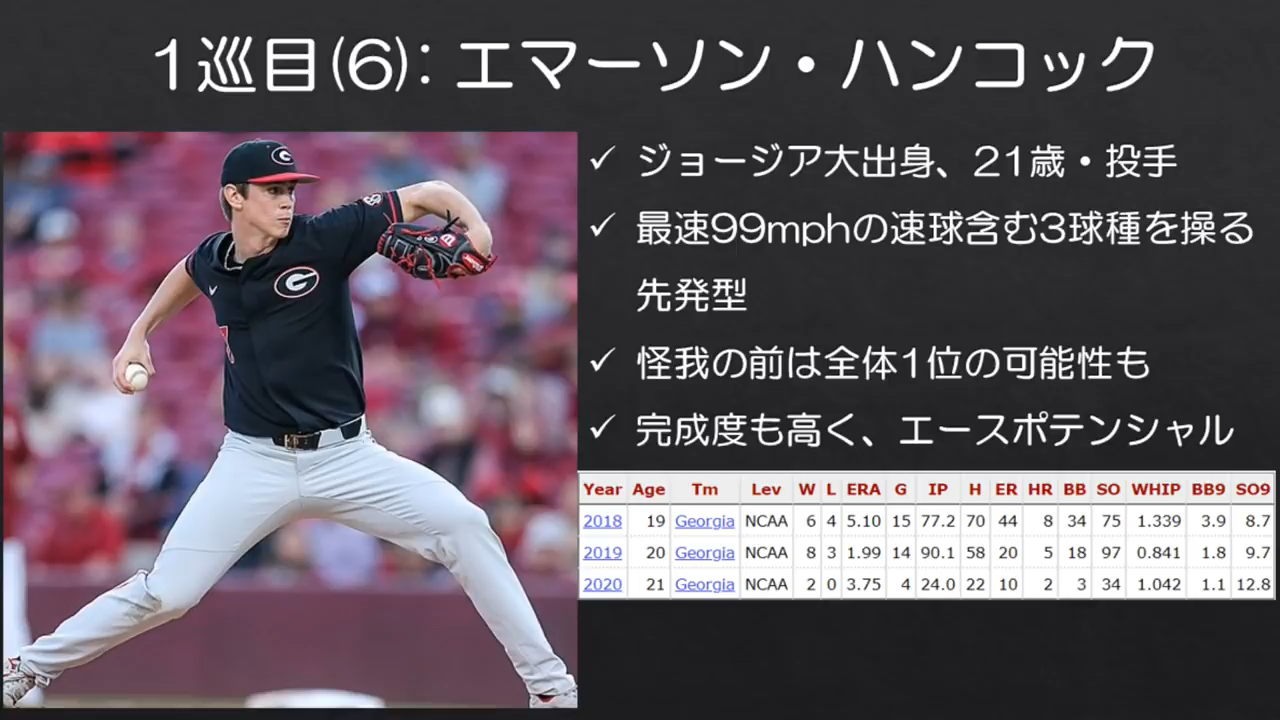 1巡目(6): エマーソン・ハンコック
✓ ジョージア大出身、21歳・投手
✓ 最速99mphの速球含む3球種を操る
先発型
✓ 怪我の前は全体1位の可能性も
✓ 完成度も高く、エースポテンシャル
Year Age Tm Lev W L ERA G IP H ER HR BB SO WHIP BB9 SO9
2018 19 Georgia NCAA 6 4 5.10 15 77.2 70 44 8 34 75 1.339 3.9 8.7
2019 20 Georgia NCAA 8 3 1.99 14 90.1 58 20 5 18 97 0.841 1.8 9.7
2020 21 Georgia NCAA 2 0 3.75 4 24.0 22 10 2 3 34 1.042 1.1 12.8
G
G